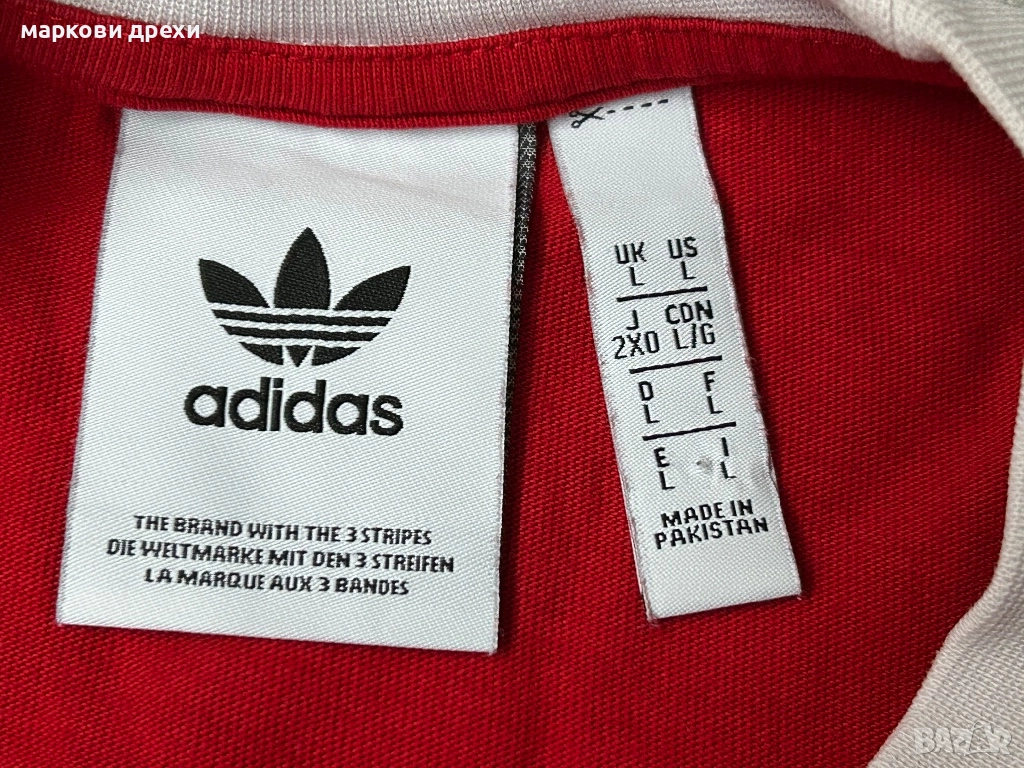 маркови дрехи
adidas
THE BRAND WITH THE 3 STRIPES
DIE WELTMARKE MIT DEN 3 STREIFEN
LA MARQUE AUX 3 BANDES
UK US
L L
J CDN
2XO L/G
D F
L L
E I
L L
MADE IN
PAKISTAN
BAZAR